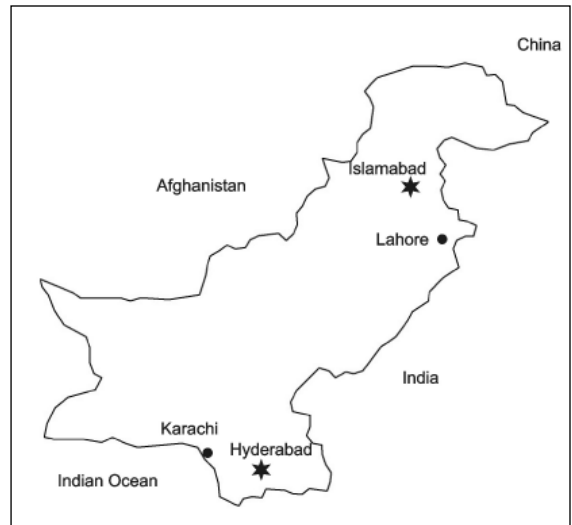 China
Islamabad
Afghanistan
Lahore
India
Karachi
Hyderabad
Indian Ocean